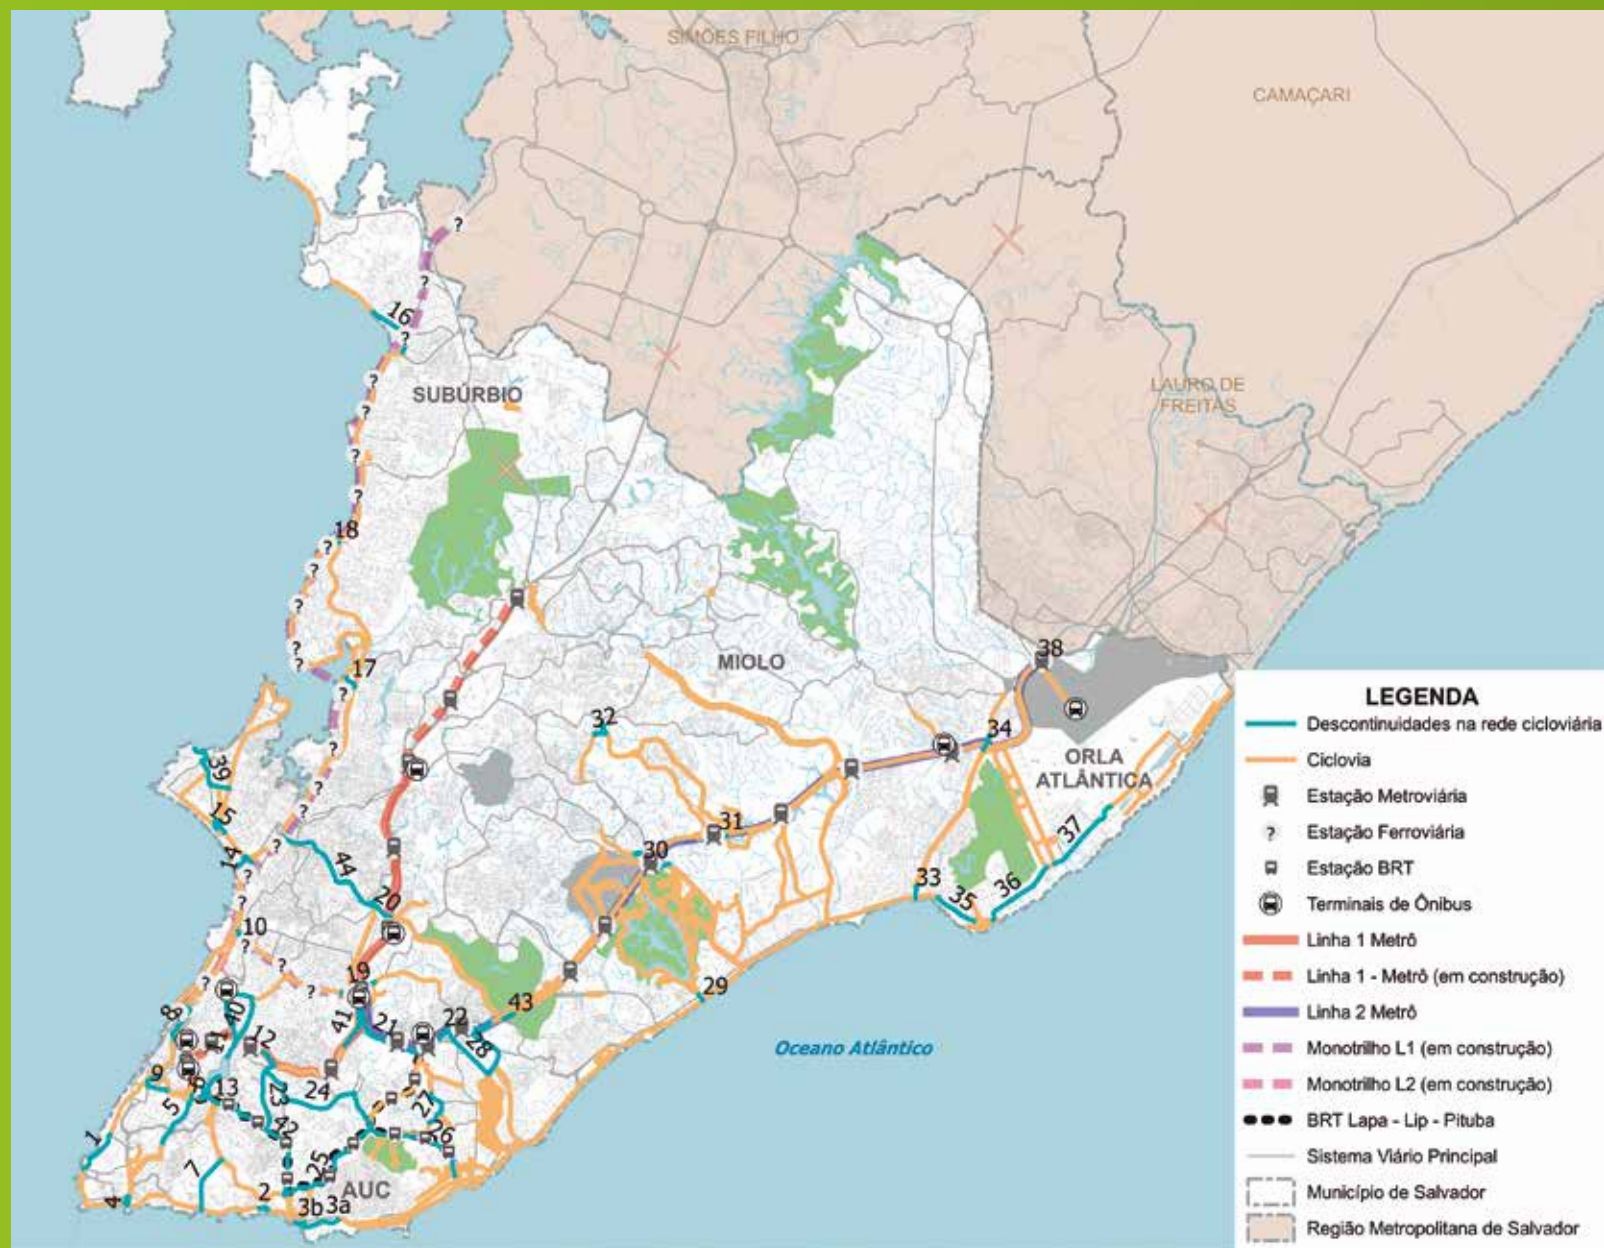 SIMÕES FILHO
CAMAÇARI
?
?
16
?
?
SUBÚRBIO
LAURO DE
FREITAS
?
?
?
18
?
?
?
?
?
17
?
MIOLO
38
32
34
ORLA
ATLÂNTICA
?
39
?
15
?
31
37
14
?
44
30
?
20
33
35
36
?
10
?
?
19
?
?
29
8
40
41
21
22
43
11
12
28
9
13
5
23
24
27
42
26
1
7
25
4
2
AUC
3b
3a
Oceano Atlântico
LEGENDA
Descontinuidades na rede cicloviária
Ciclovia
Estação Metroviária
? Estação Ferroviária
Estação BRT
Terminais de Ônibus
Linha 1 Metrô
Linha 1 - Metrô (em construção)
Linha 2 Metrô
Monotrilho L1 (em construção)
Monotrilho L2 (em construção)
BRT Lapa - Lip - Pituba
Sistema Viário Principal
Município de Salvador
Região Metropolitana de Salvador